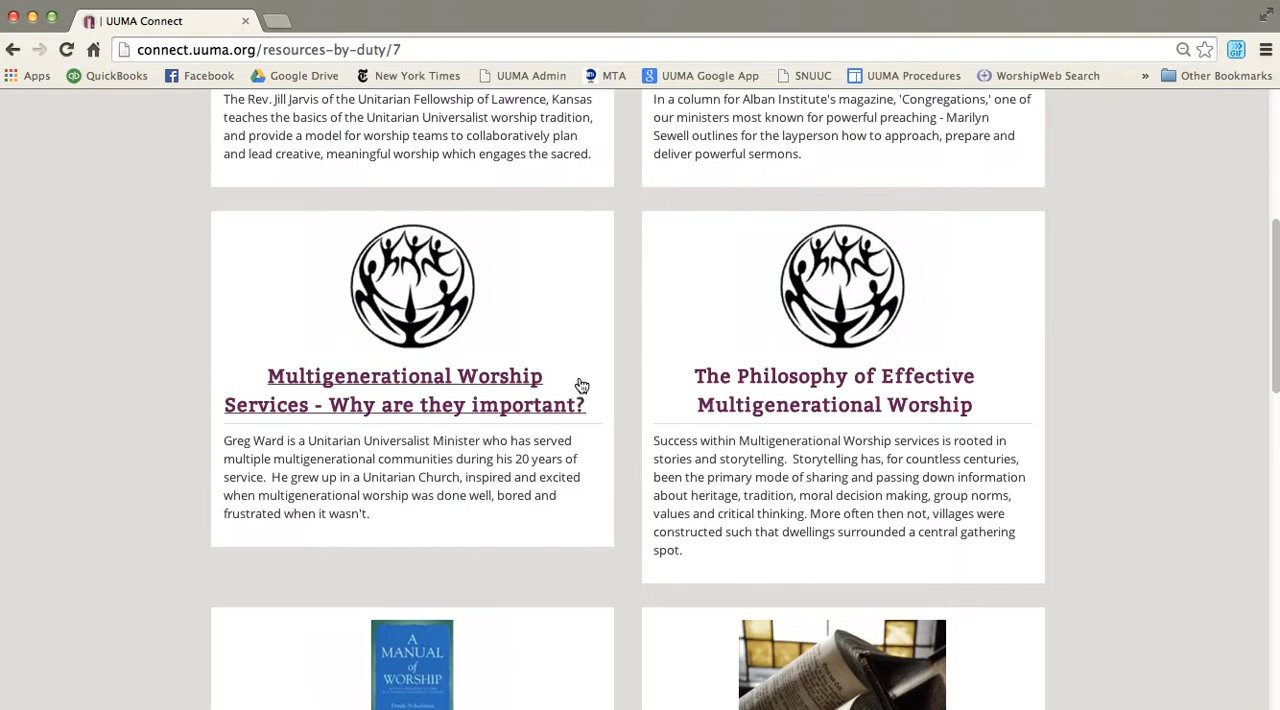 | UUMA Connect
connect.uuma.org/resources-by-duty/7
Apps QuickBooks Facebook Google Drive New York Times UUMA Admin MTA UUMA Google App SNUUC UUMA Procedures WorshipWeb Search » Other Bookmarks
The Rev. Jill Jarvis of the Unitarian Fellowship of Lawrence, Kansas
teaches the basics of the Unitarian Universalist worship tradition,
and provide a model for worship teams to collaboratively plan
and lead creative, meaningful worship which engages the sacred.
In a column for Alban Institute's magazine, 'Congregations,' one of
our ministers most known for powerful preaching - Marilyn
Sewell outlines for the layperson how to approach, prepare and
deliver powerful sermons.
Multigenerational Worship
Services - Why are they important?
Greg Ward is a Unitarian Universalist Minister who has served
multiple multigenerational communities during his 20 years of
service. He grew up in a Unitarian Church, inspired and excited
when multigenerational worship was done well, bored and
frustrated when it wasn't.
The Philosophy of Effective
Multigenerational Worship
Success within Multigenerational Worship services is rooted in
stories and storytelling. Storytelling has, for countless centuries,
been the primary mode of sharing and passing down information
about heritage, tradition, moral decision making, group norms,
values and critical thinking. More often then not, villages were
constructed such that dwellings surrounded a central gathering
spot.
A
MANUAL
of
WORSHIP